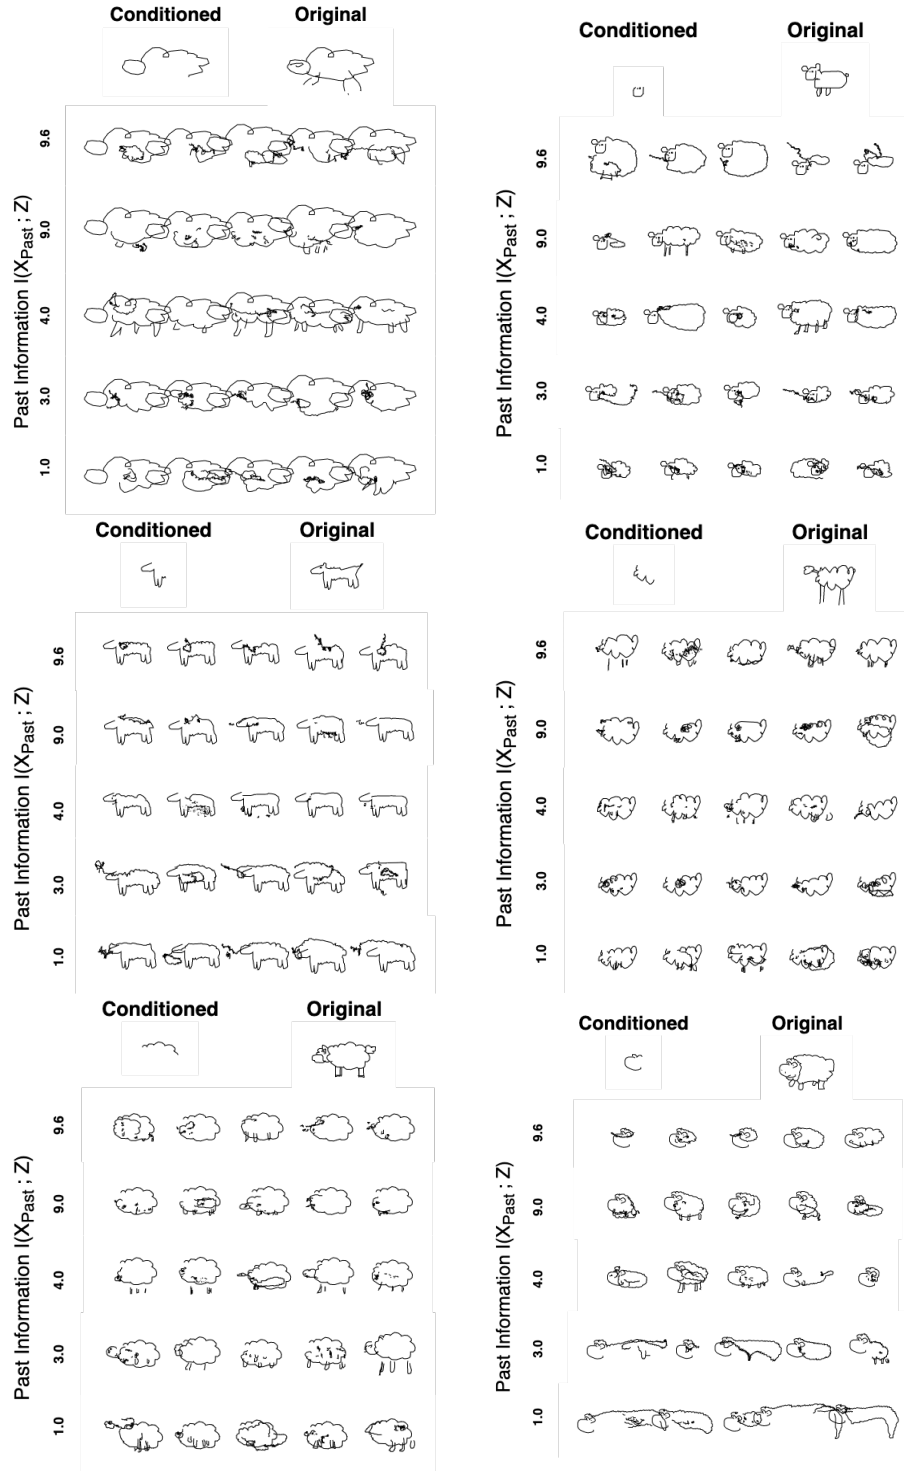 Conditioned Original
Past Information I(X_Past ; Z)
9.6
9.0
4.0
3.0
1.0
Conditioned Original
Past Information I(X_Past ; Z)
9.6
9.0
4.0
3.0
1.0
Conditioned Original
Past Information I(X_Past ; Z)
9.6
9.0
4.0
3.0
1.0
Conditioned Original
Past Information I(X_Past ; Z)
9.6
9.0
4.0
3.0
1.0
Conditioned Original
Past Information I(X_Past ; Z)
9.6
9.0
4.0
3.0
1.0
Conditioned Original
Past Information I(X_Past ; Z)
9.6
9.0
4.0
3.0
1.0